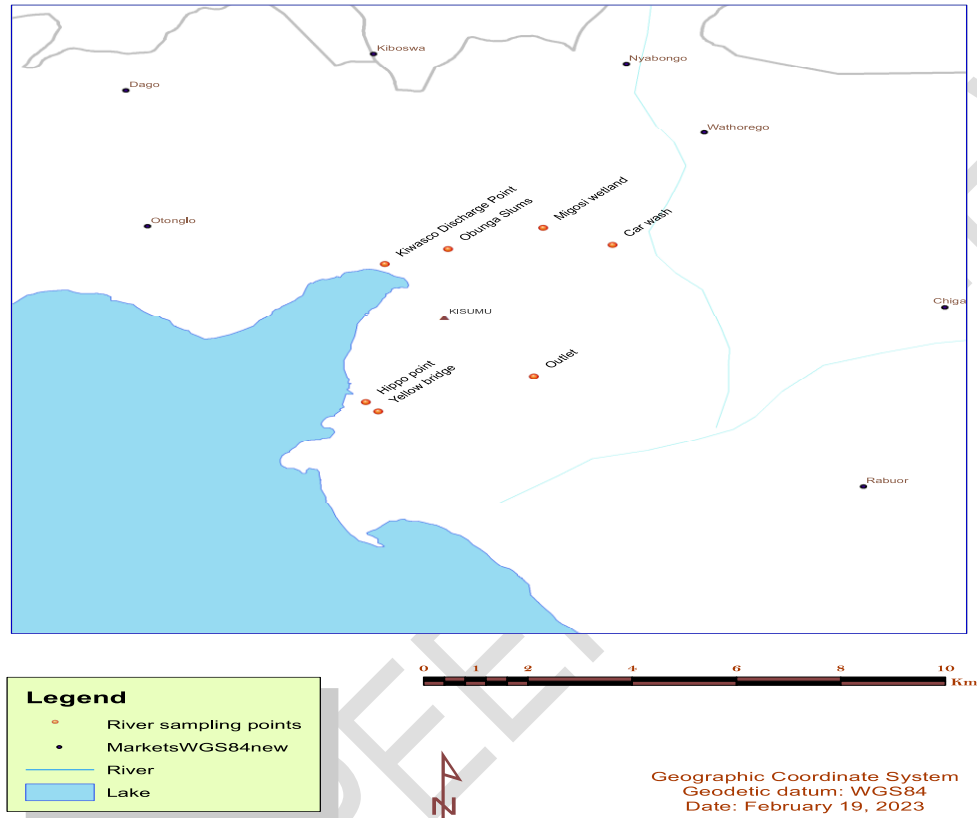 Kiboswa
Nyabongo
Dago
Wathorego
Otonglo
Kiwasco Discharge Point
Obunga Slums
Migosi wetland
Car wash
Chiga
KISUMU
Outlet
Hippo point
Yellow bridge
Rabuor
0 1 2 4 6 8 10
Km
Legend
River sampling points
MarketsWGS84new
River
Lake
N
Geographic Coordinate System
Geodetic datum: WGS84
Date: February 19, 2023